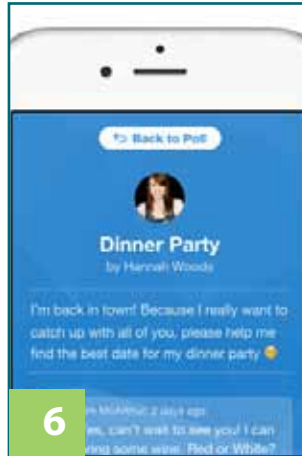 Back to Poll
Dinner Party
by Hannah Woods
I'm back in town! Because I really want to
catch up with all of you, please help me
find the best date for my dinner party
2 days ago
can't wait to see you! I can
some wine. Red or White?
6